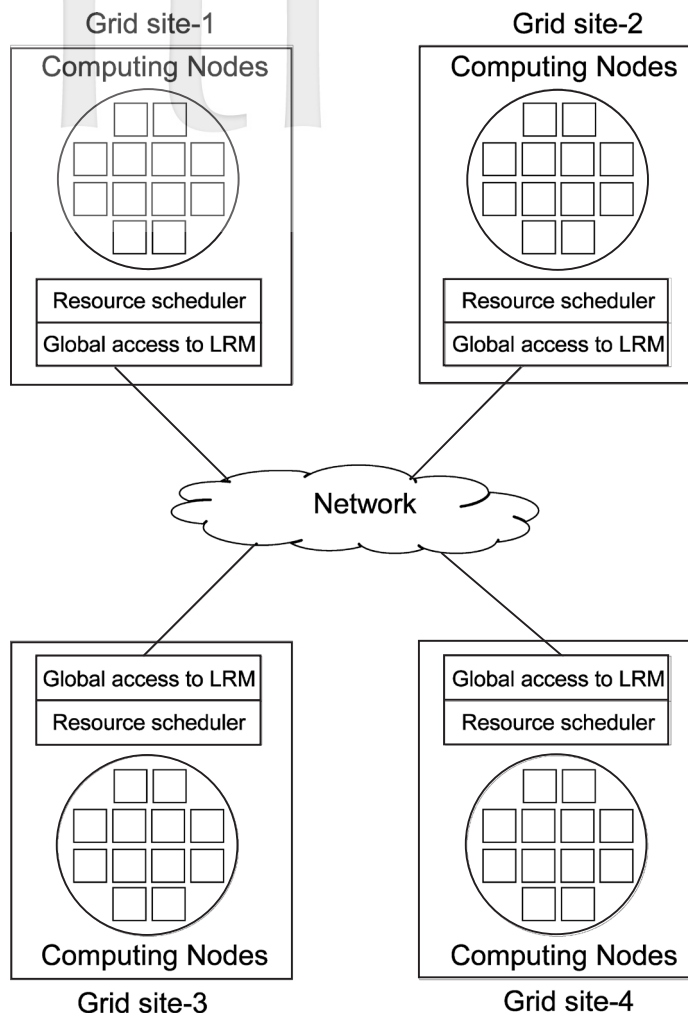 Grid site-1
Computing Nodes
Resource scheduler
Global access to LRM
Grid site-2
Computing Nodes
Resource scheduler
Global access to LRM
Network
Global access to LRM
Resource scheduler
Computing Nodes
Grid site-3
Global access to LRM
Resource scheduler
Computing Nodes
Grid site-4